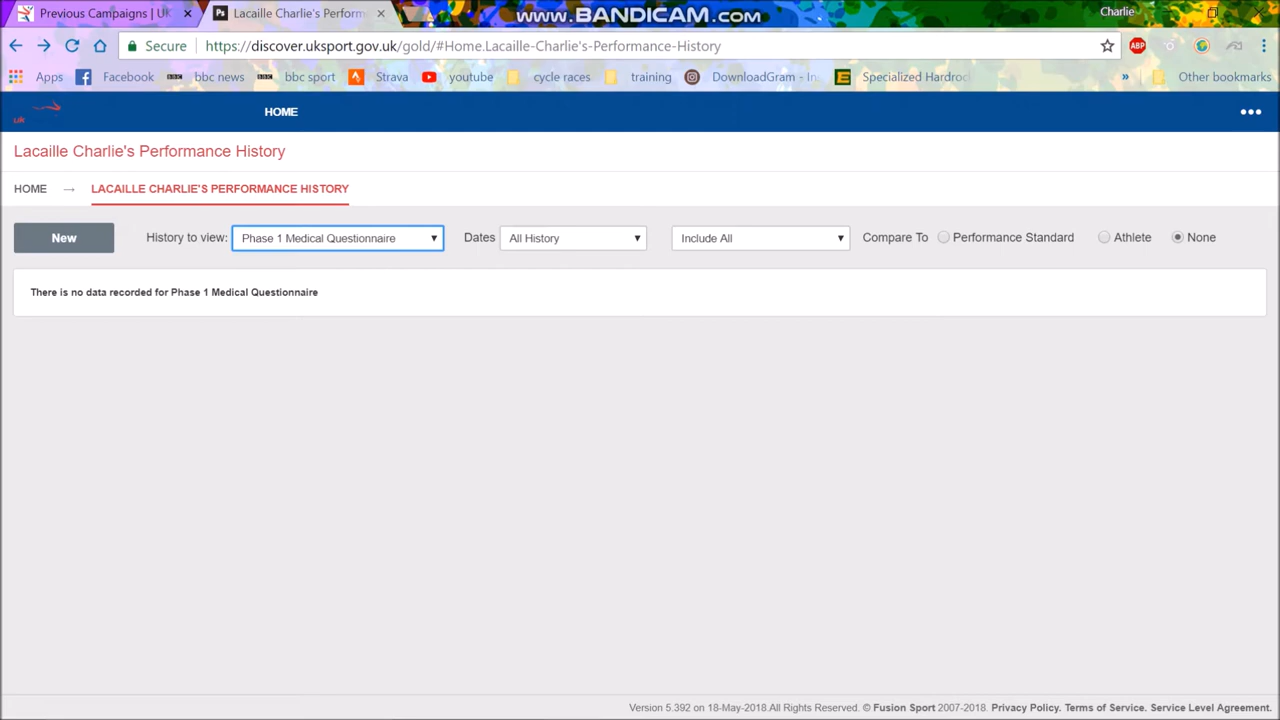 Previous Campaigns | UK
Lacaille Charlie's Perform
www.BANDICAM.com
Charlie
Secure
https://discover.uksport.gov.uk/gold/#Home.Lacaille-Charlie's-Performance-History
ABP
Apps Facebook bbc news bbc sport Strava youtube cycle races training DownloadGram - In Specialized Hardroc » Other bookmarks
HOME
Lacaille Charlie's Performance History
HOME → LACAILLE CHARLIE'S PERFORMANCE HISTORY
New History to view: Phase 1 Medical Questionnaire Dates All History Include All Compare To Performance Standard Athlete None
There is no data recorded for Phase 1 Medical Questionnaire
Version 5.392 on 18-May-2018.All Rights Reserved. © Fusion Sport 2007-2018. Privacy Policy. Terms of Service. Service Level Agreement.